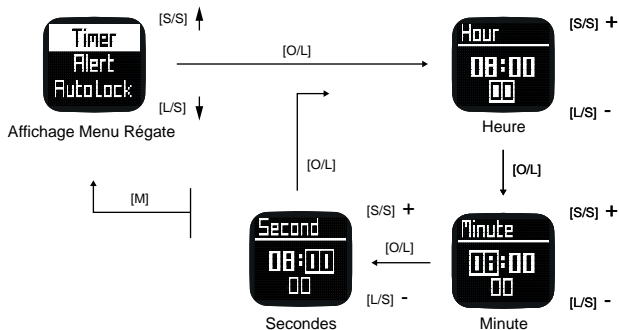 [S/S]
Timer
Alert
AutoLock
[L/S]
Affichage Menu Régate
[O/L]
Hour
08:00
00
[S/S] +
[L/S] -
Heure
[O/L]
[O/L]
[M]
Second
08:00
00
[S/S] +
[L/S] -
Secondes
[O/L]
Minute
08:00
00
[S/S] +
[L/S] -
Minute